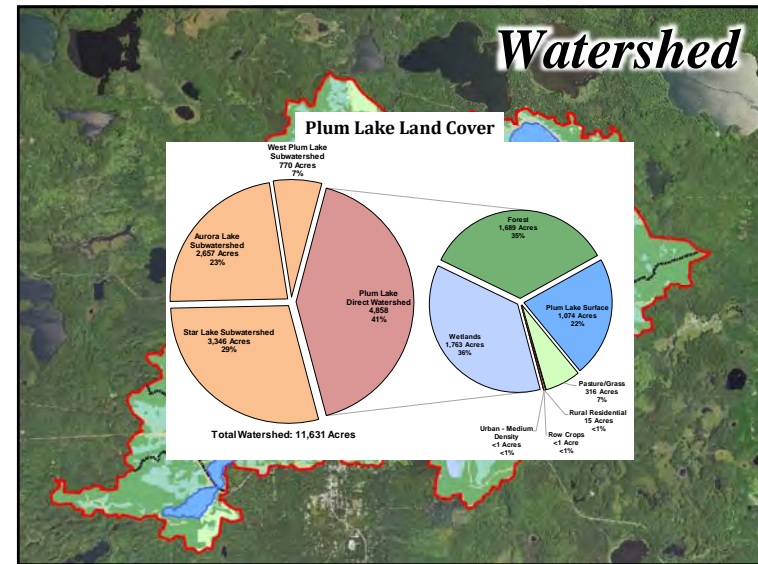 Watershed
Plum Lake Land Cover
West Plum Lake
Subwatershed
770 Acres
7%
Aurora Lake
Subwatershed
2,657 Acres
23%
Star Lake Subwatershed
3,346 Acres
29%
Plum Lake
Direct Watershed
4,858
41%
Total Watershed: 11,631 Acres
Forest
1,689 Acres
35%
Plum Lake Surface
1,074 Acres
22%
Wetlands
1,763 Acres
36%
Pasture/Grass
316 Acres
7%
Rural Residential
15 Acres
<1%
Row Crops
<1 Acre
<1%
Urban - Medium
Density
<1 Acres
<1%